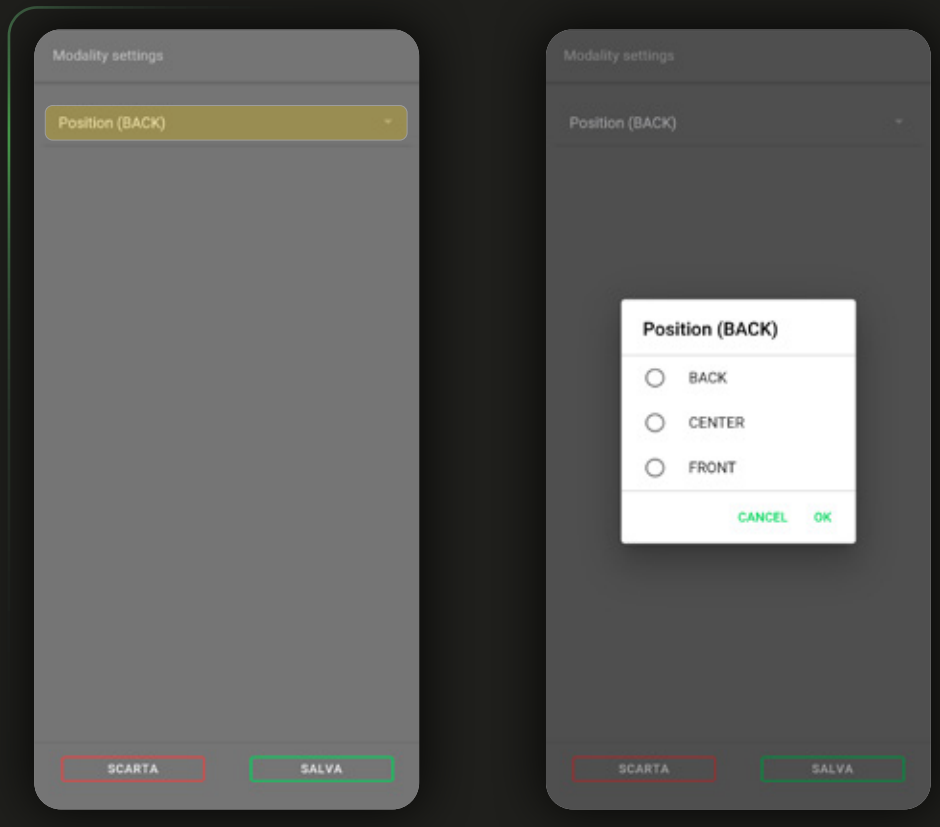 Modality settings
Position (BACK)
SCARTA
SALVA
Modality settings
Position (BACK)
Position (BACK)
BACK
CENTER
FRONT
CANCEL
OK
SCARTA
SALVA